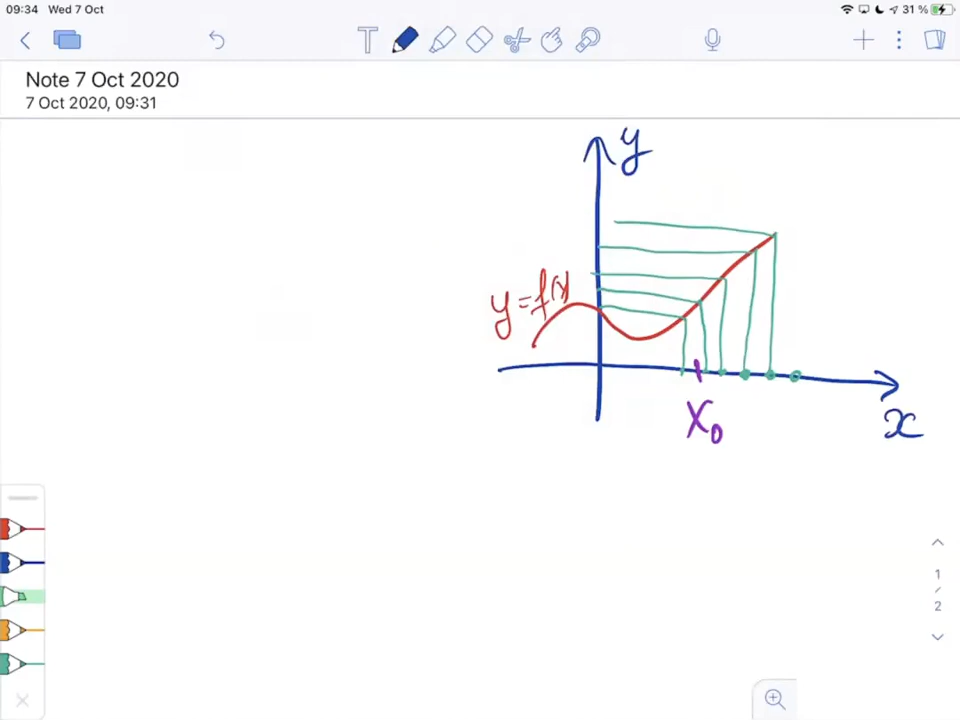 09:34 Wed 7 Oct
31 %
T
Note 7 Oct 2020
7 Oct 2020, 09:31
y
y=f(x)
x
x₀
1
/
2